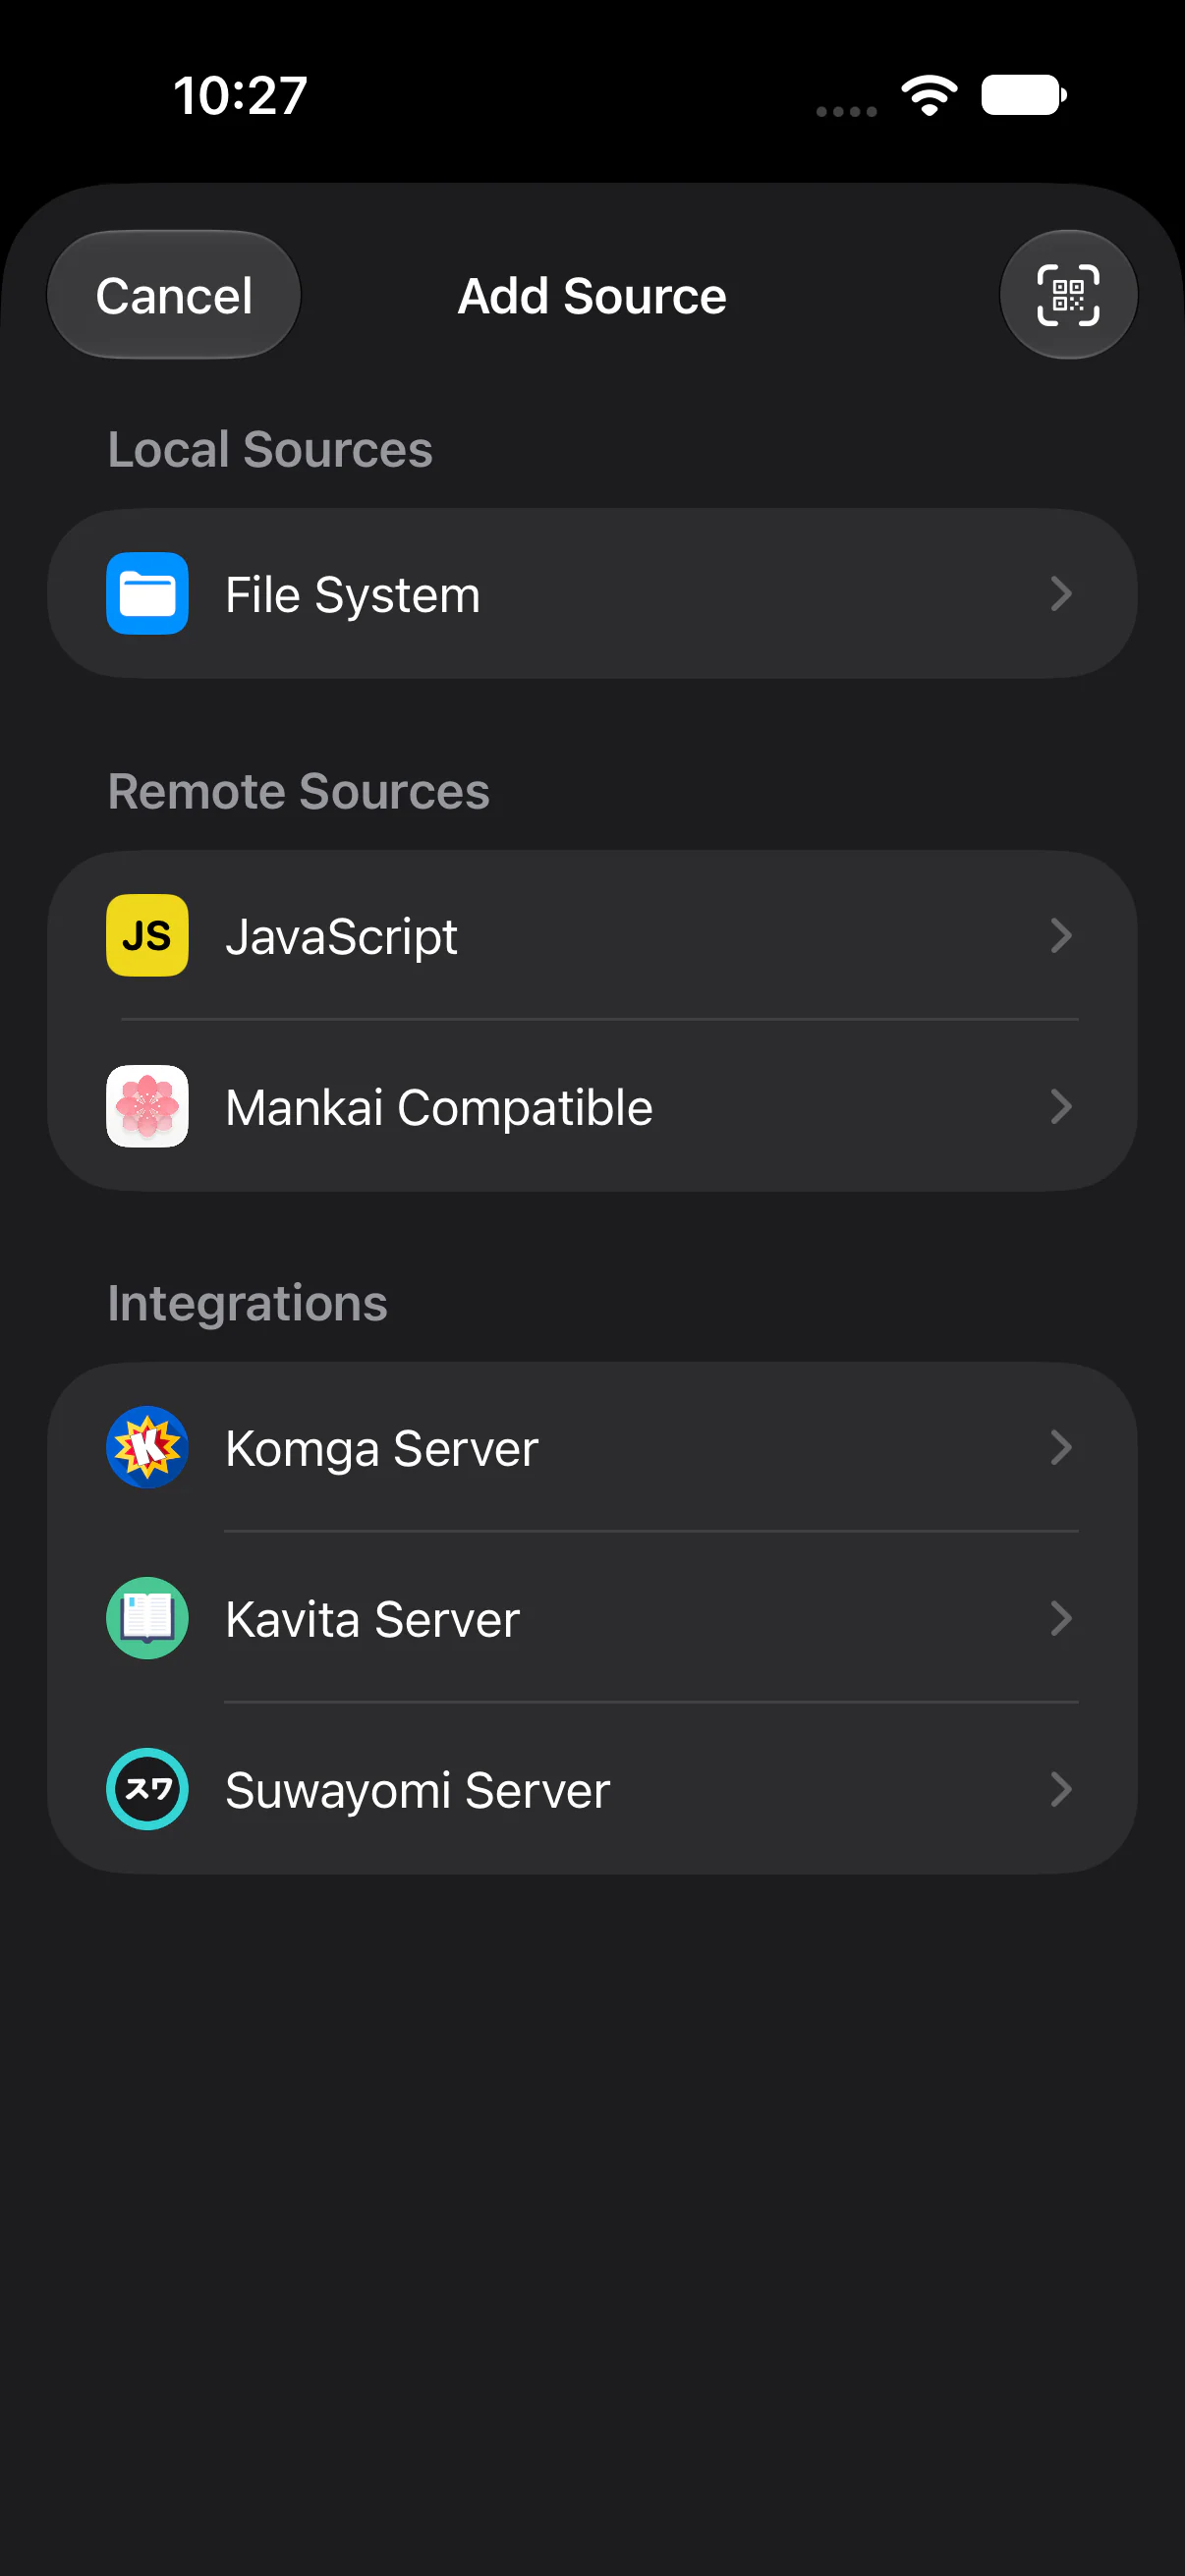 10:27
Cancel
Add Source
Local Sources
File System
Remote Sources
JS
JavaScript
Mankai Compatible
Integrations
K
Komga Server
Kavita Server
スワ
Suwayomi Server